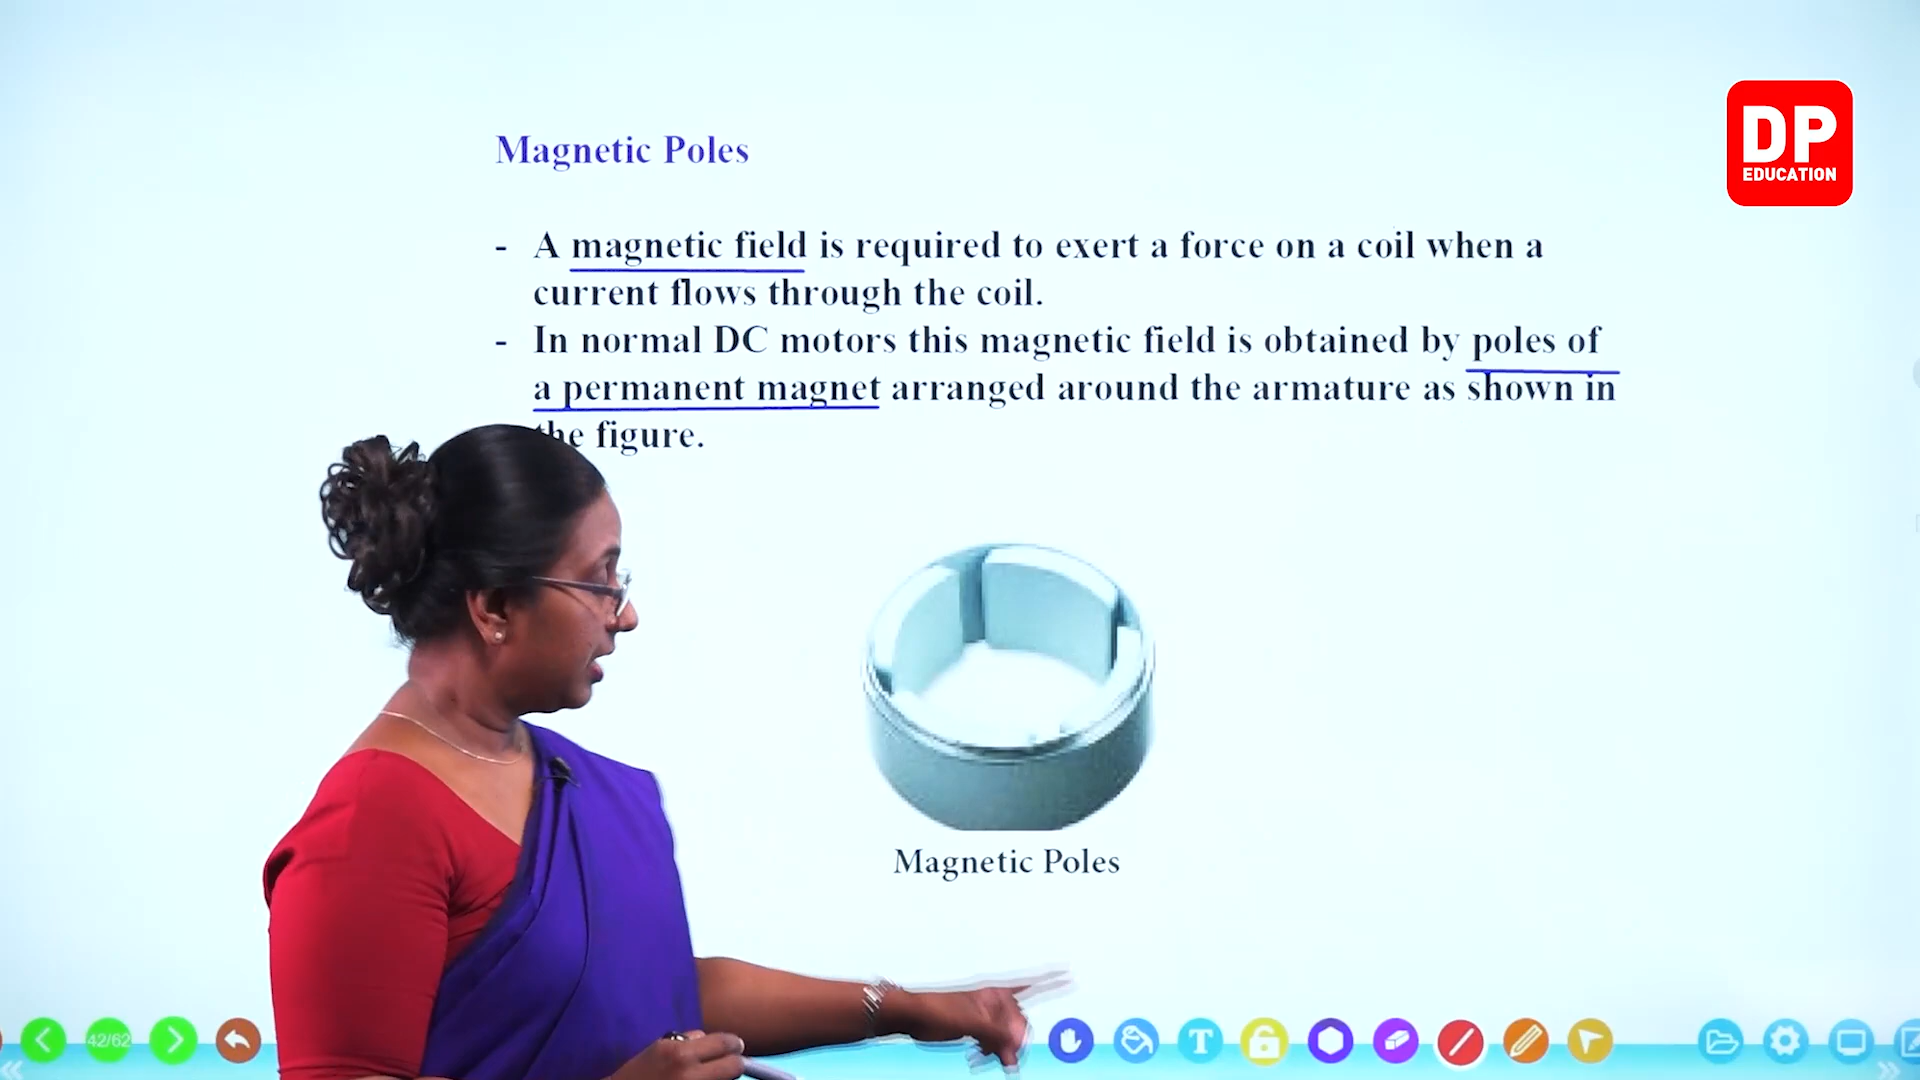 DP
EDUCATION
Magnetic Poles
- A magnetic field is required to exert a force on a coil when a
current flows through the coil.
- In normal DC motors this magnetic field is obtained by poles of
a permanent magnet arranged around the armature as shown in
the figure.
Magnetic Poles
42/62
T